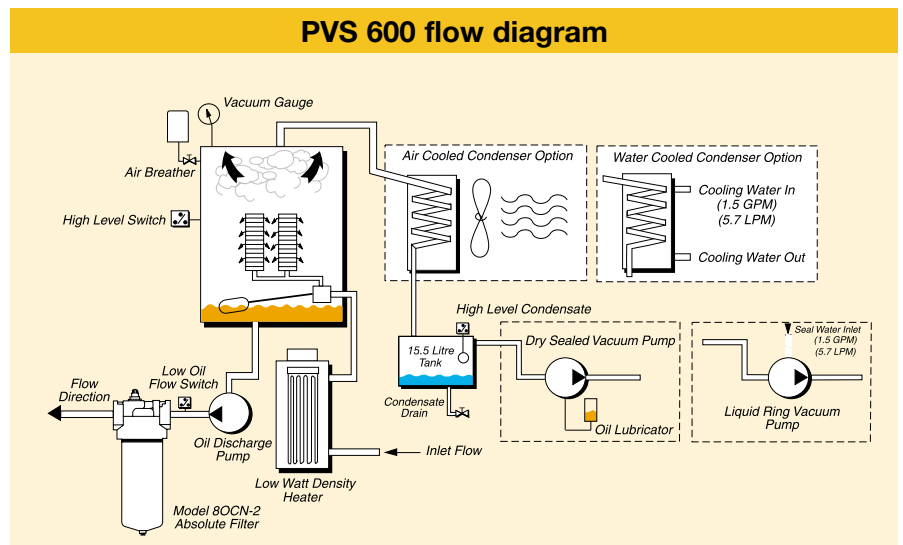 PVS 600 flow diagram
Vacuum Gauge
Air Breather
High Level Switch
Air Cooled Condenser Option
Water Cooled Condenser Option
Cooling Water In
(1.5 GPM)
(5.7 LPM)
Cooling Water Out
High Level Condensate
15.5 Litre
Tank
Condensate
Drain
Dry Sealed Vacuum Pump
Oil Lubricator
Seal Water Inlet
(1.5 GPM)
(5.7 LPM)
Liquid Ring Vacuum
Pump
Low Oil
Flow Switch
Flow
Direction
Oil Discharge
Pump
Inlet Flow
Low Watt Density
Heater
Model 8OCN-2
Absolute Filter